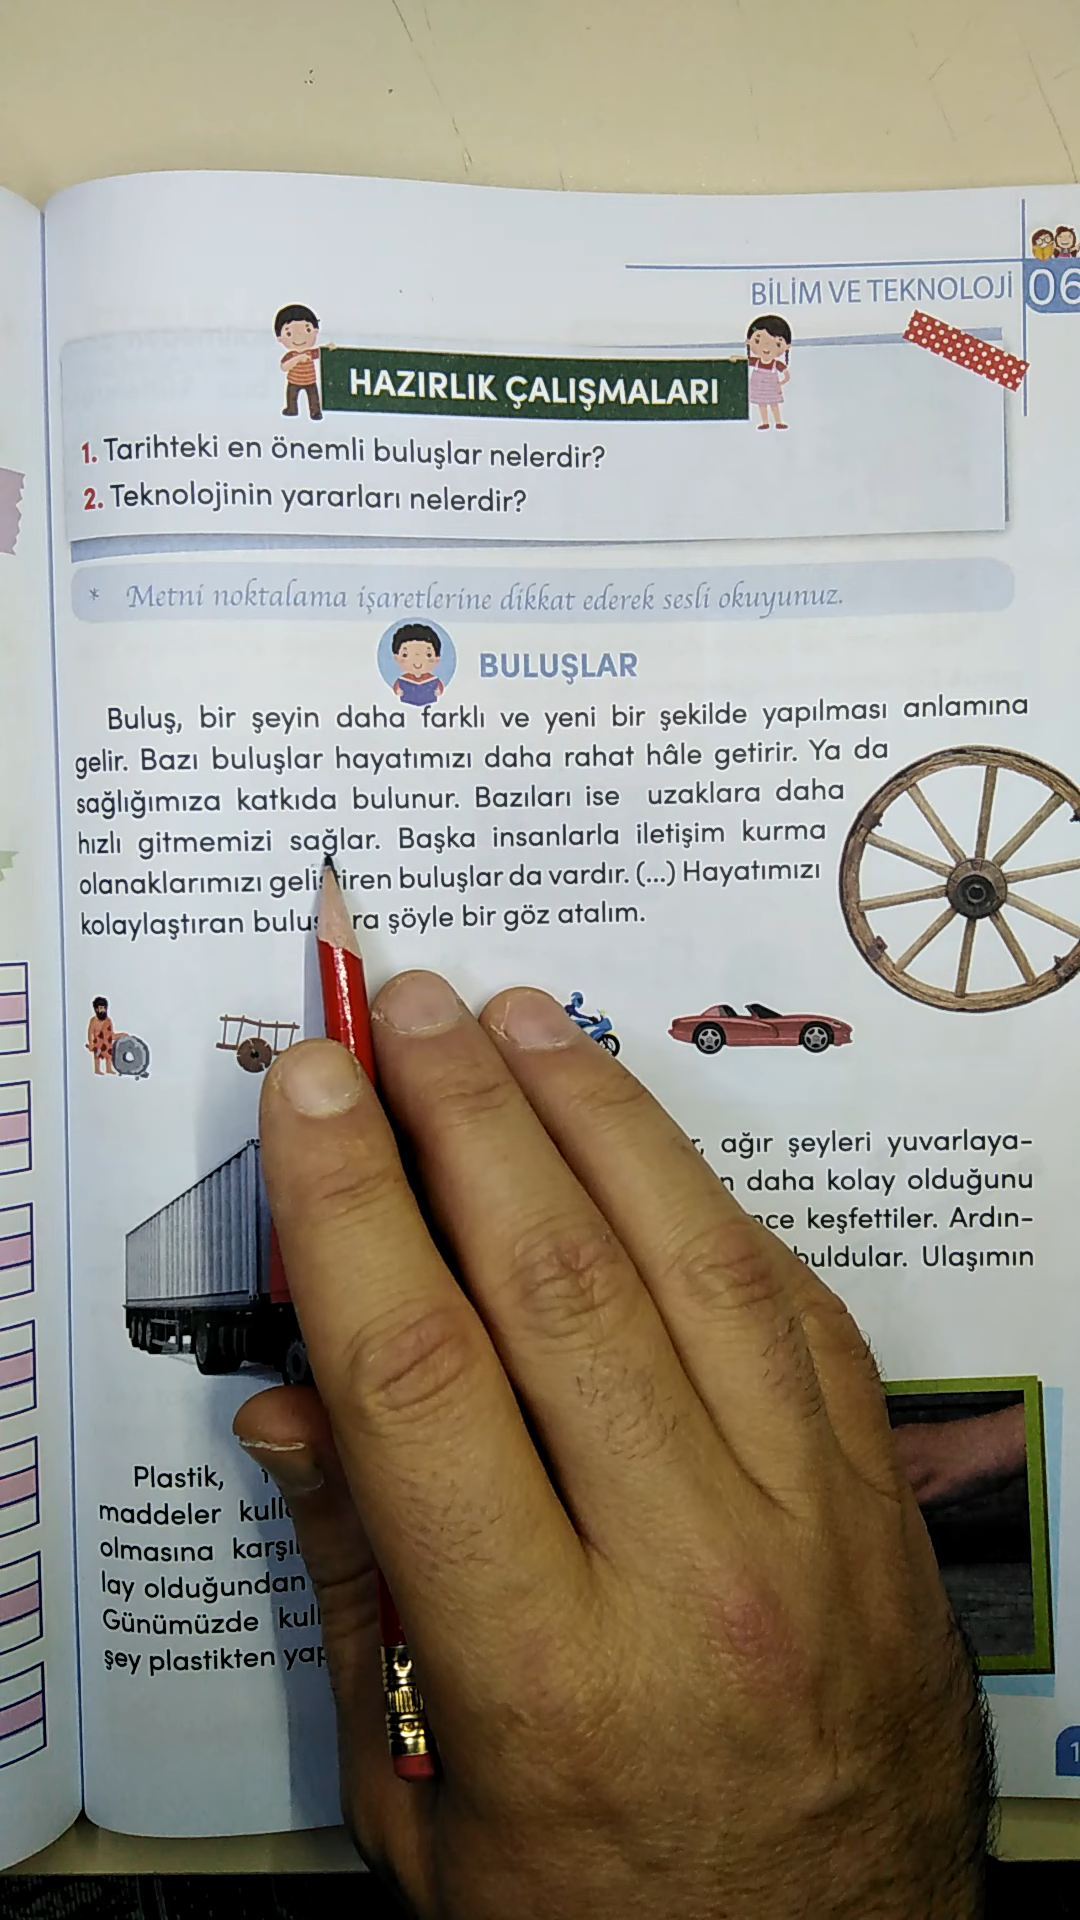 BİLİM VE TEKNOLOJİ 06
HAZIRLIK ÇALIŞMALARI
1. Tarihteki en önemli buluşlar nelerdir?
2. Teknolojinin yararları nelerdir?
* Metni noktalama işaretlerine dikkat ederek sesli okuyunuz.
BULUŞLAR
Buluş, bir şeyin daha farklı ve yeni bir şekilde yapılması anlamına
gelir. Bazı buluşlar hayatımızı daha rahat hâle getirir. Ya da
sağlığımıza katkıda bulunur. Bazıları ise uzaklara daha
hızlı gitmemizi sağlar. Başka insanlarla iletişim kurma
olanaklarımızı buluşlar da vardır. (...) Hayatımızı
kolaylaştıran şöyle bir göz atalım.
ağır şeyleri yuvarlaya-
daha kolay olduğunu
keşfettiler. Ardın-
buldular. Ulaşımın
Plastik,
maddeler
olmasına
lay olduğundan
Günümüzde
şey plastikten